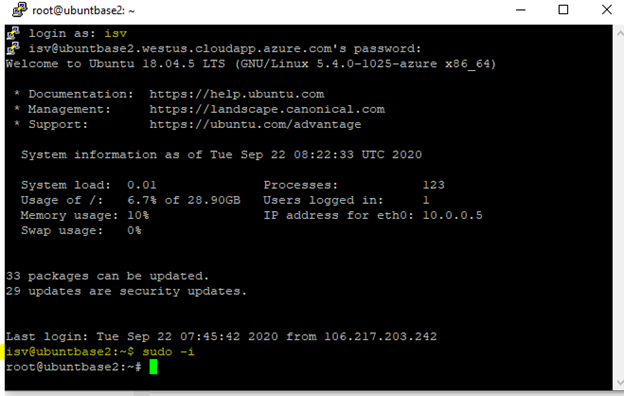 root@ubuntbase2: ~
login as: isv
isv@ubuntbase2.westus.cloudapp.azure.com's password:
Welcome to Ubuntu 18.04.5 LTS (GNU/Linux 5.4.0-1025-azure x86_64)
* Documentation:  https://help.ubuntu.com
* Management:     https://landscape.canonical.com
* Support:        https://ubuntu.com/advantage
System information as of Tue Sep 22 08:22:33 UTC 2020
System load:  0.01              Processes:           123
Usage of /:   6.7% of 28.90GB   Users logged in:     1
Memory usage: 10%               IP address for eth0: 10.0.0.5
Swap usage:   0%
33 packages can be updated.
29 updates are security updates.
Last login: Tue Sep 22 07:45:42 2020 from 106.217.203.242
isv@ubuntbase2:~$ sudo -i
root@ubuntbase2:~#